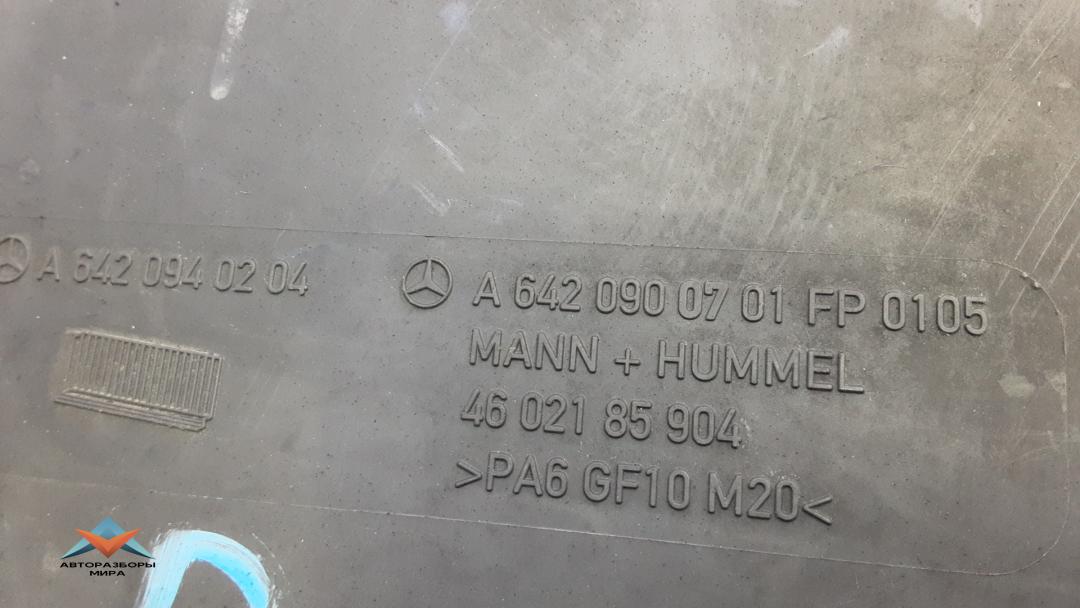 A 642 094 02 04
A 642 090 07 01 FP 0105
MANN + HUMMEL
46 021 85 904
>PA6 GF10 M20<
АВТОРАЗБОРЫ
МИРА